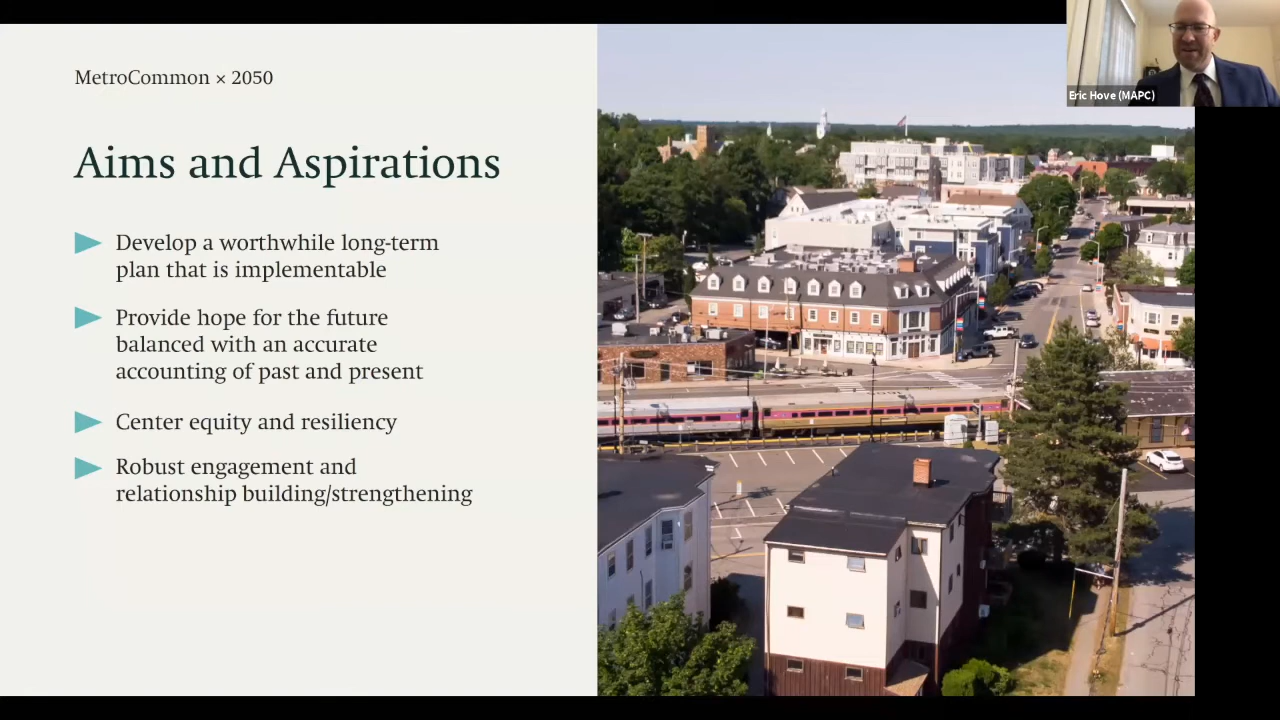 MetroCommon × 2050
Aims and Aspirations
Develop a worthwhile long-term
plan that is implementable
Provide hope for the future
balanced with an accurate
accounting of past and present
Center equity and resiliency
Robust engagement and
relationship building/strengthening
Eric Hove (MAPC)